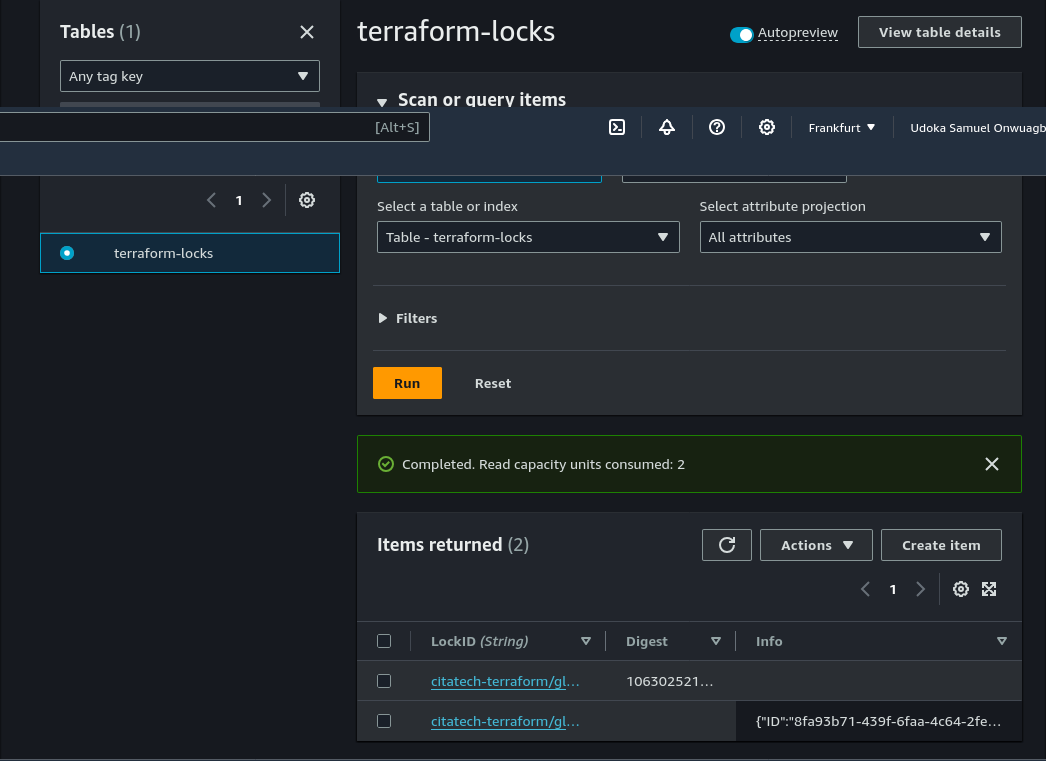 Tables (1)
Any tag key
terraform-locks
Autopreview
View table details
Scan or query items
[Alt+S]
Frankfurt
Udoka Samuel Onwuagb
1
terraform-locks
Select a table or index
Select attribute projection
Table - terraform-locks
All attributes
Filters
Run
Reset
Completed. Read capacity units consumed: 2
Items returned (2)
Actions
Create item
1
LockID (String)
Digest
Info
citatech-terraform/gl...
106302521...
citatech-terraform/gl...
{"ID":"8fa93b71-439f-6faa-4c64-2fe...